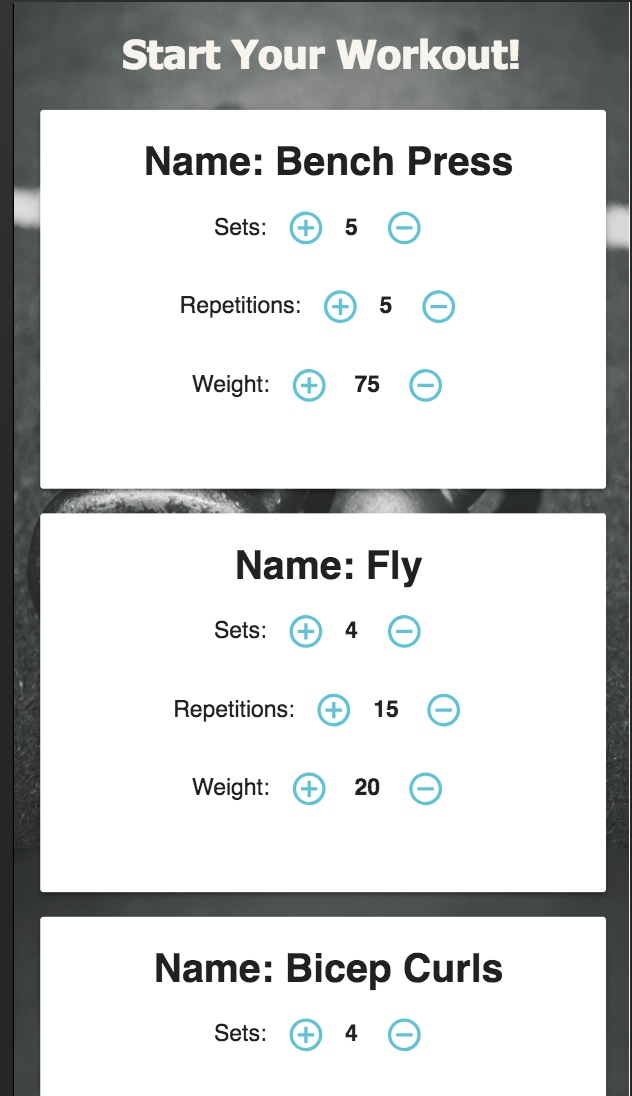 Start Your Workout!
Name: Bench Press
Sets: 5
Repetitions: 5
Weight: 75
Name: Fly
Sets: 4
Repetitions: 15
Weight: 20
Name: Bicep Curls
Sets: 4